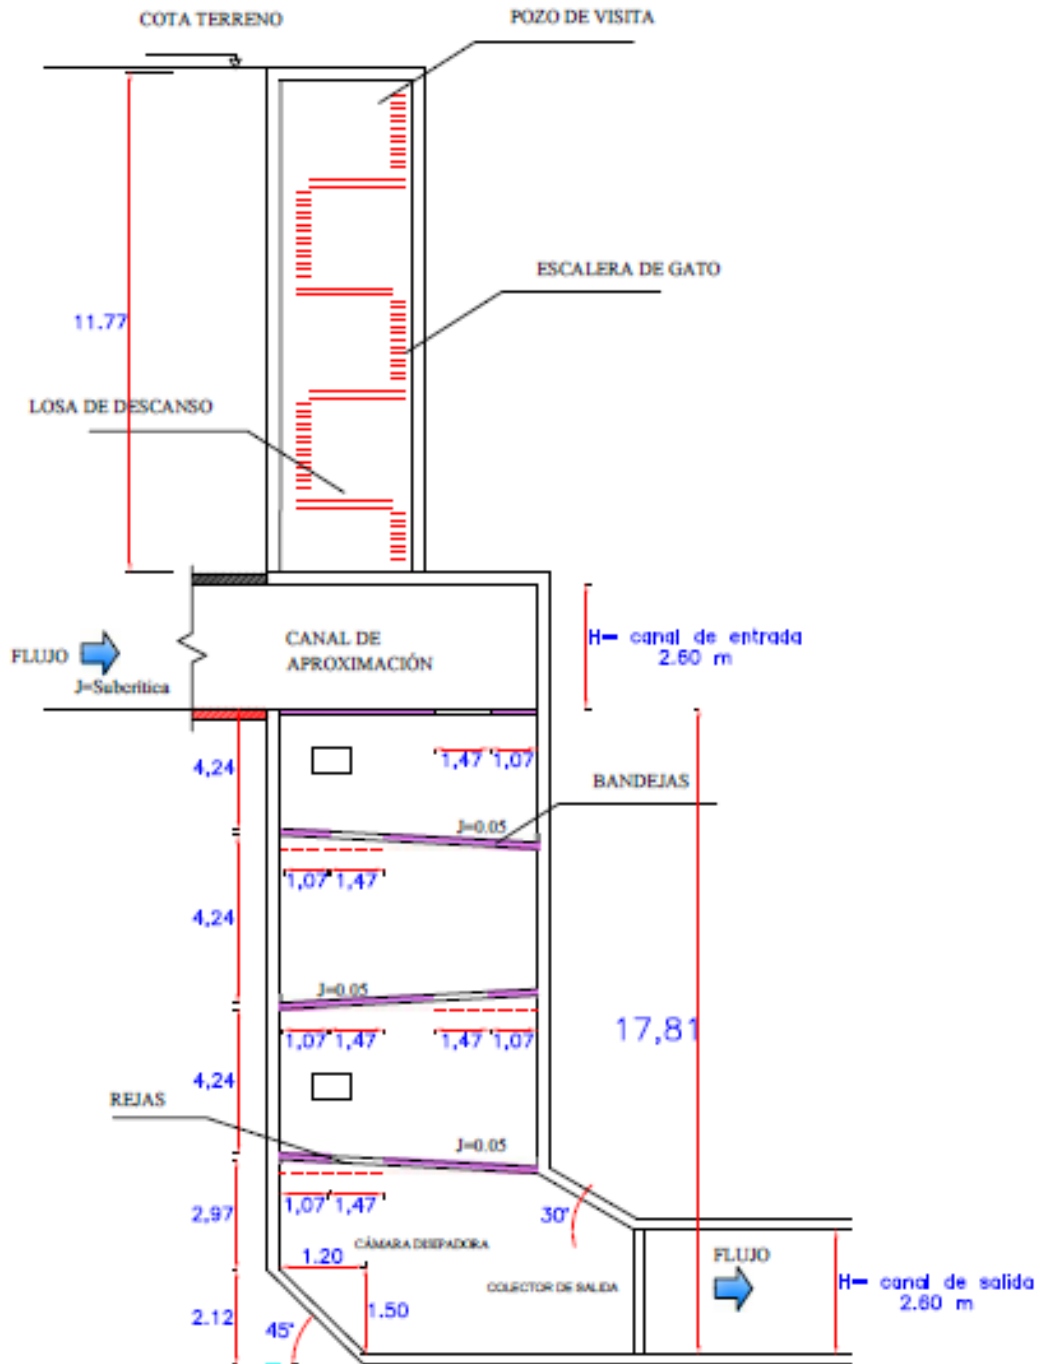 COTA TERRENO
POZO DE VISITA
ESCALERA DE GATO
11.77
LOSA DE DESCANSO
FLUJO
J=Subcrítica
CANAL DE
APROXIMACIÓN
H= canal de entrada
2.60 m
4,24
1,47 1,07
BANDEJAS
J=0.05
1,07 1,47
4,24
J=0.05
1,07 1,47
1,47 1,07
17,81
4,24
REJAS
J=0.05
1,07 1,47
2,97
30°
CÁMARA DISIPADORA
1.20
COLECTOR DE SALIDA
FLUJO
H= canal de salida
2.60 m
1.50
2.12
45°